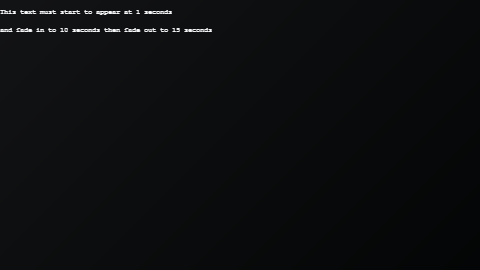 This text must start to appear at 1 seconds
and fade in to 10 seconds then fade out to 15 seconds